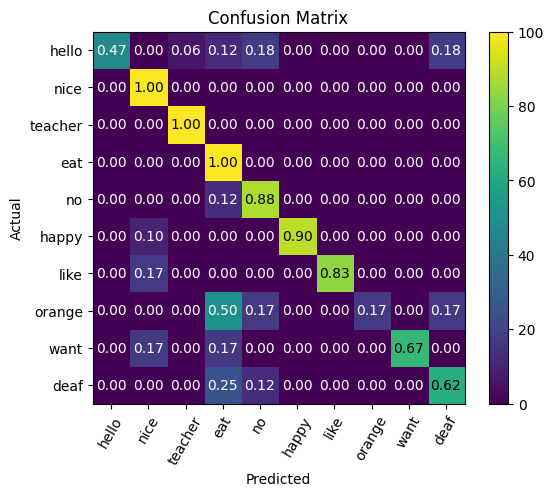 Confusion Matrix
hello 0.47 0.00 0.06 0.12 0.18 0.00 0.00 0.00 0.00 0.18
nice 0.00 1.00 0.00 0.00 0.00 0.00 0.00 0.00 0.00 0.00
teacher 0.00 0.00 1.00 0.00 0.00 0.00 0.00 0.00 0.00 0.00
eat 0.00 0.00 0.00 1.00 0.00 0.00 0.00 0.00 0.00 0.00
no 0.00 0.00 0.00 0.12 0.88 0.00 0.00 0.00 0.00 0.00
happy 0.00 0.10 0.00 0.00 0.00 0.90 0.00 0.00 0.00 0.00
like 0.00 0.17 0.00 0.00 0.00 0.00 0.83 0.00 0.00 0.00
orange 0.00 0.00 0.00 0.50 0.17 0.00 0.00 0.17 0.00 0.17
want 0.00 0.17 0.00 0.17 0.00 0.00 0.00 0.00 0.67 0.00
deaf 0.00 0.00 0.00 0.25 0.12 0.00 0.00 0.00 0.00 0.62
Actual
hello nice teacher eat no happy like orange want deaf
Predicted
100
80
60
40
20
0